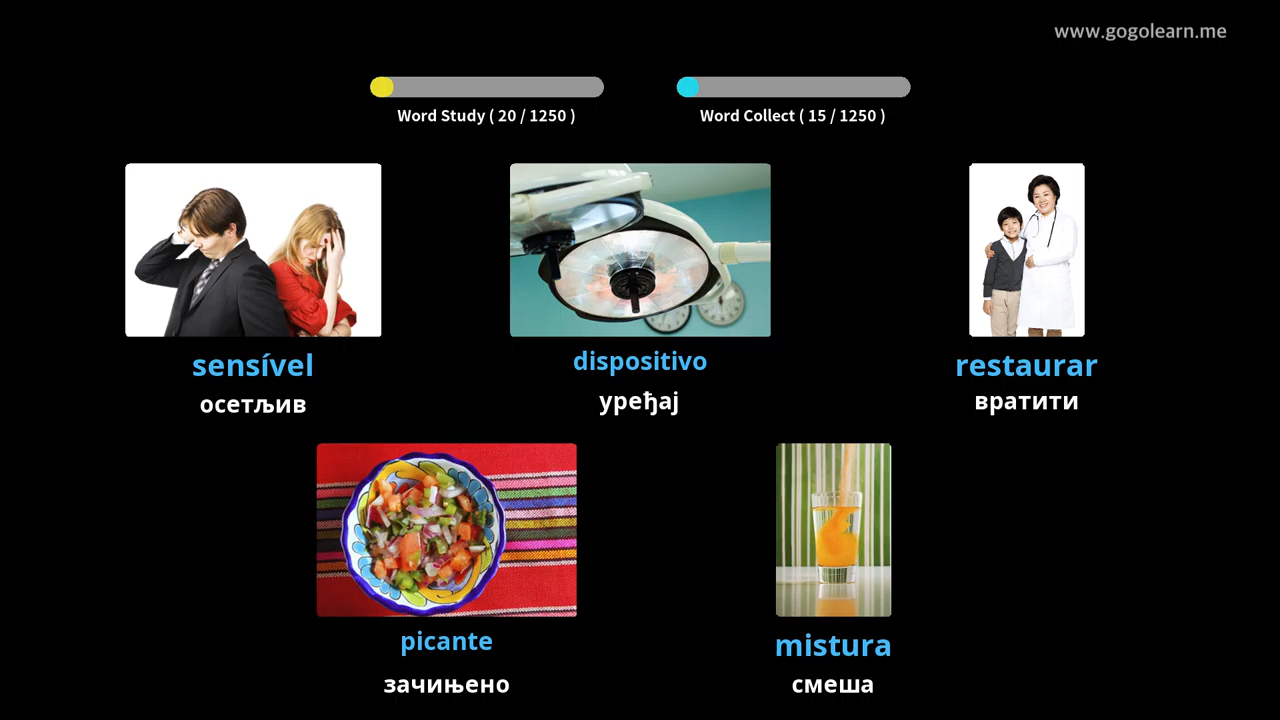 www.gogolearn.me
Word Study ( 20 / 1250 )
Word Collect ( 15 / 1250 )
sensível
осетљив
dispositivo
уређај
restaurar
вратити
picante
зачињено
mistura
смеша